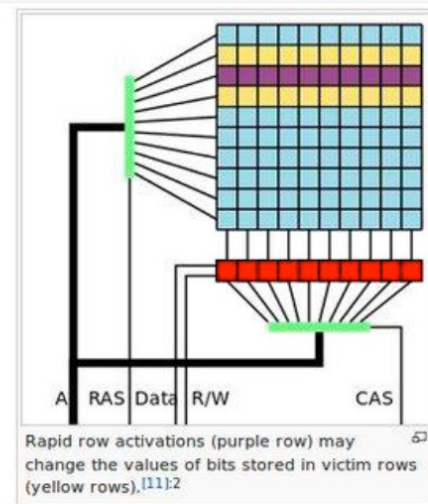 A RAS Data R/W CAS
Rapid row activations (purple row) may
change the values of bits stored in victim rows
(yellow rows).[11]:2